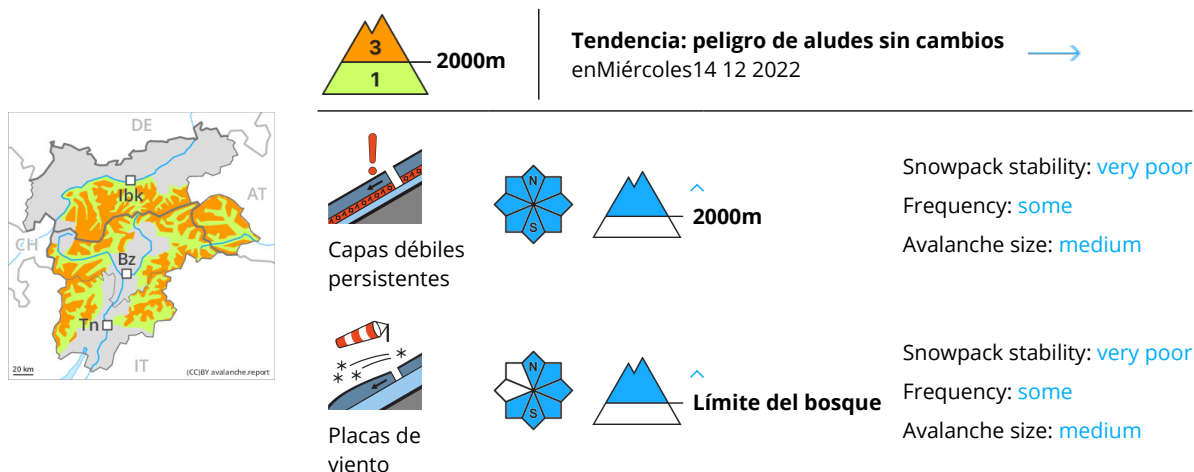 3
1
2000m
Tendencia: peligro de aludes sin cambios
enMiércoles14 12 2022
DE
Ibk
AT
CH
Bz
Tn
IT
20 km
(CC)BY avalanche.report
N
S
2000m
Capas débiles
persistentes
Snowpack stability: very poor
Frequency: some
Avalanche size: medium
S
Límite del bosque
Placas de
viento
Snowpack stability: very poor
Frequency: some
Avalanche size: medium